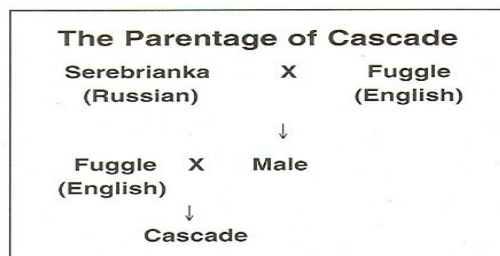 The Parentage of Cascade
Serebrianka X Fuggle
(Russian) (English)
↓
Fuggle X Male
(English)
↓
Cascade